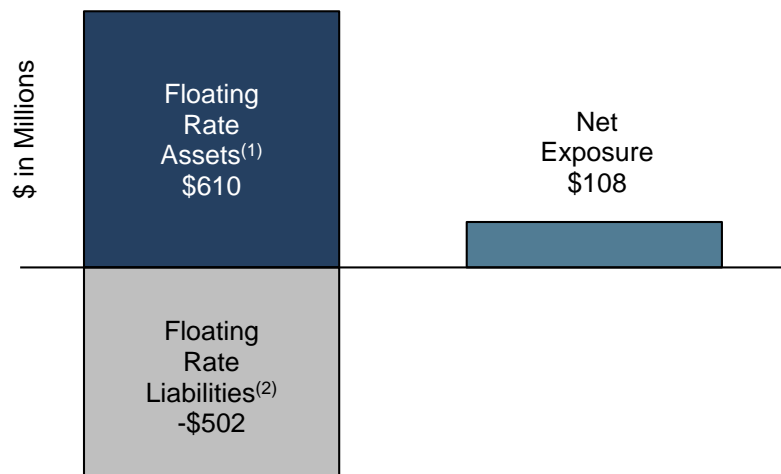 $ in Millions
Floating
Rate
Assets(1)
$610
Net
Exposure
$108
Floating
Rate
Liabilities(2)
-$502